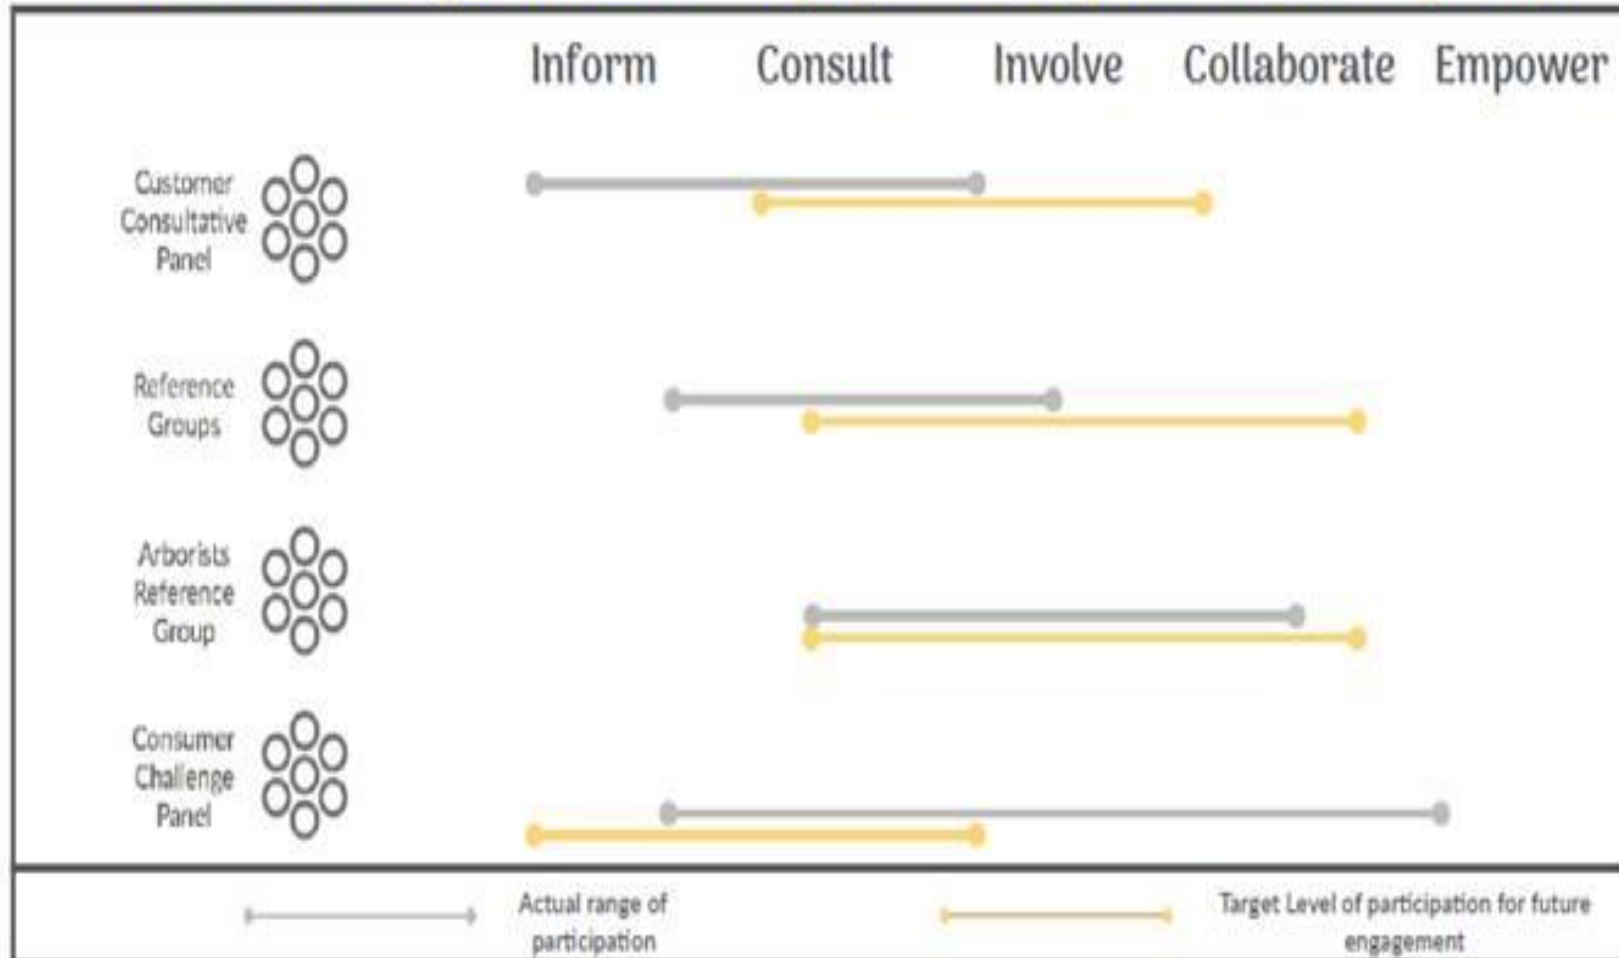 Inform Consult Involve Collaborate Empower
Customer
Consultative
Panel
Reference
Groups
Arborists
Reference
Group
Consumer
Challenge
Panel
Actual range of
participation
Target Level of participation for future
engagement